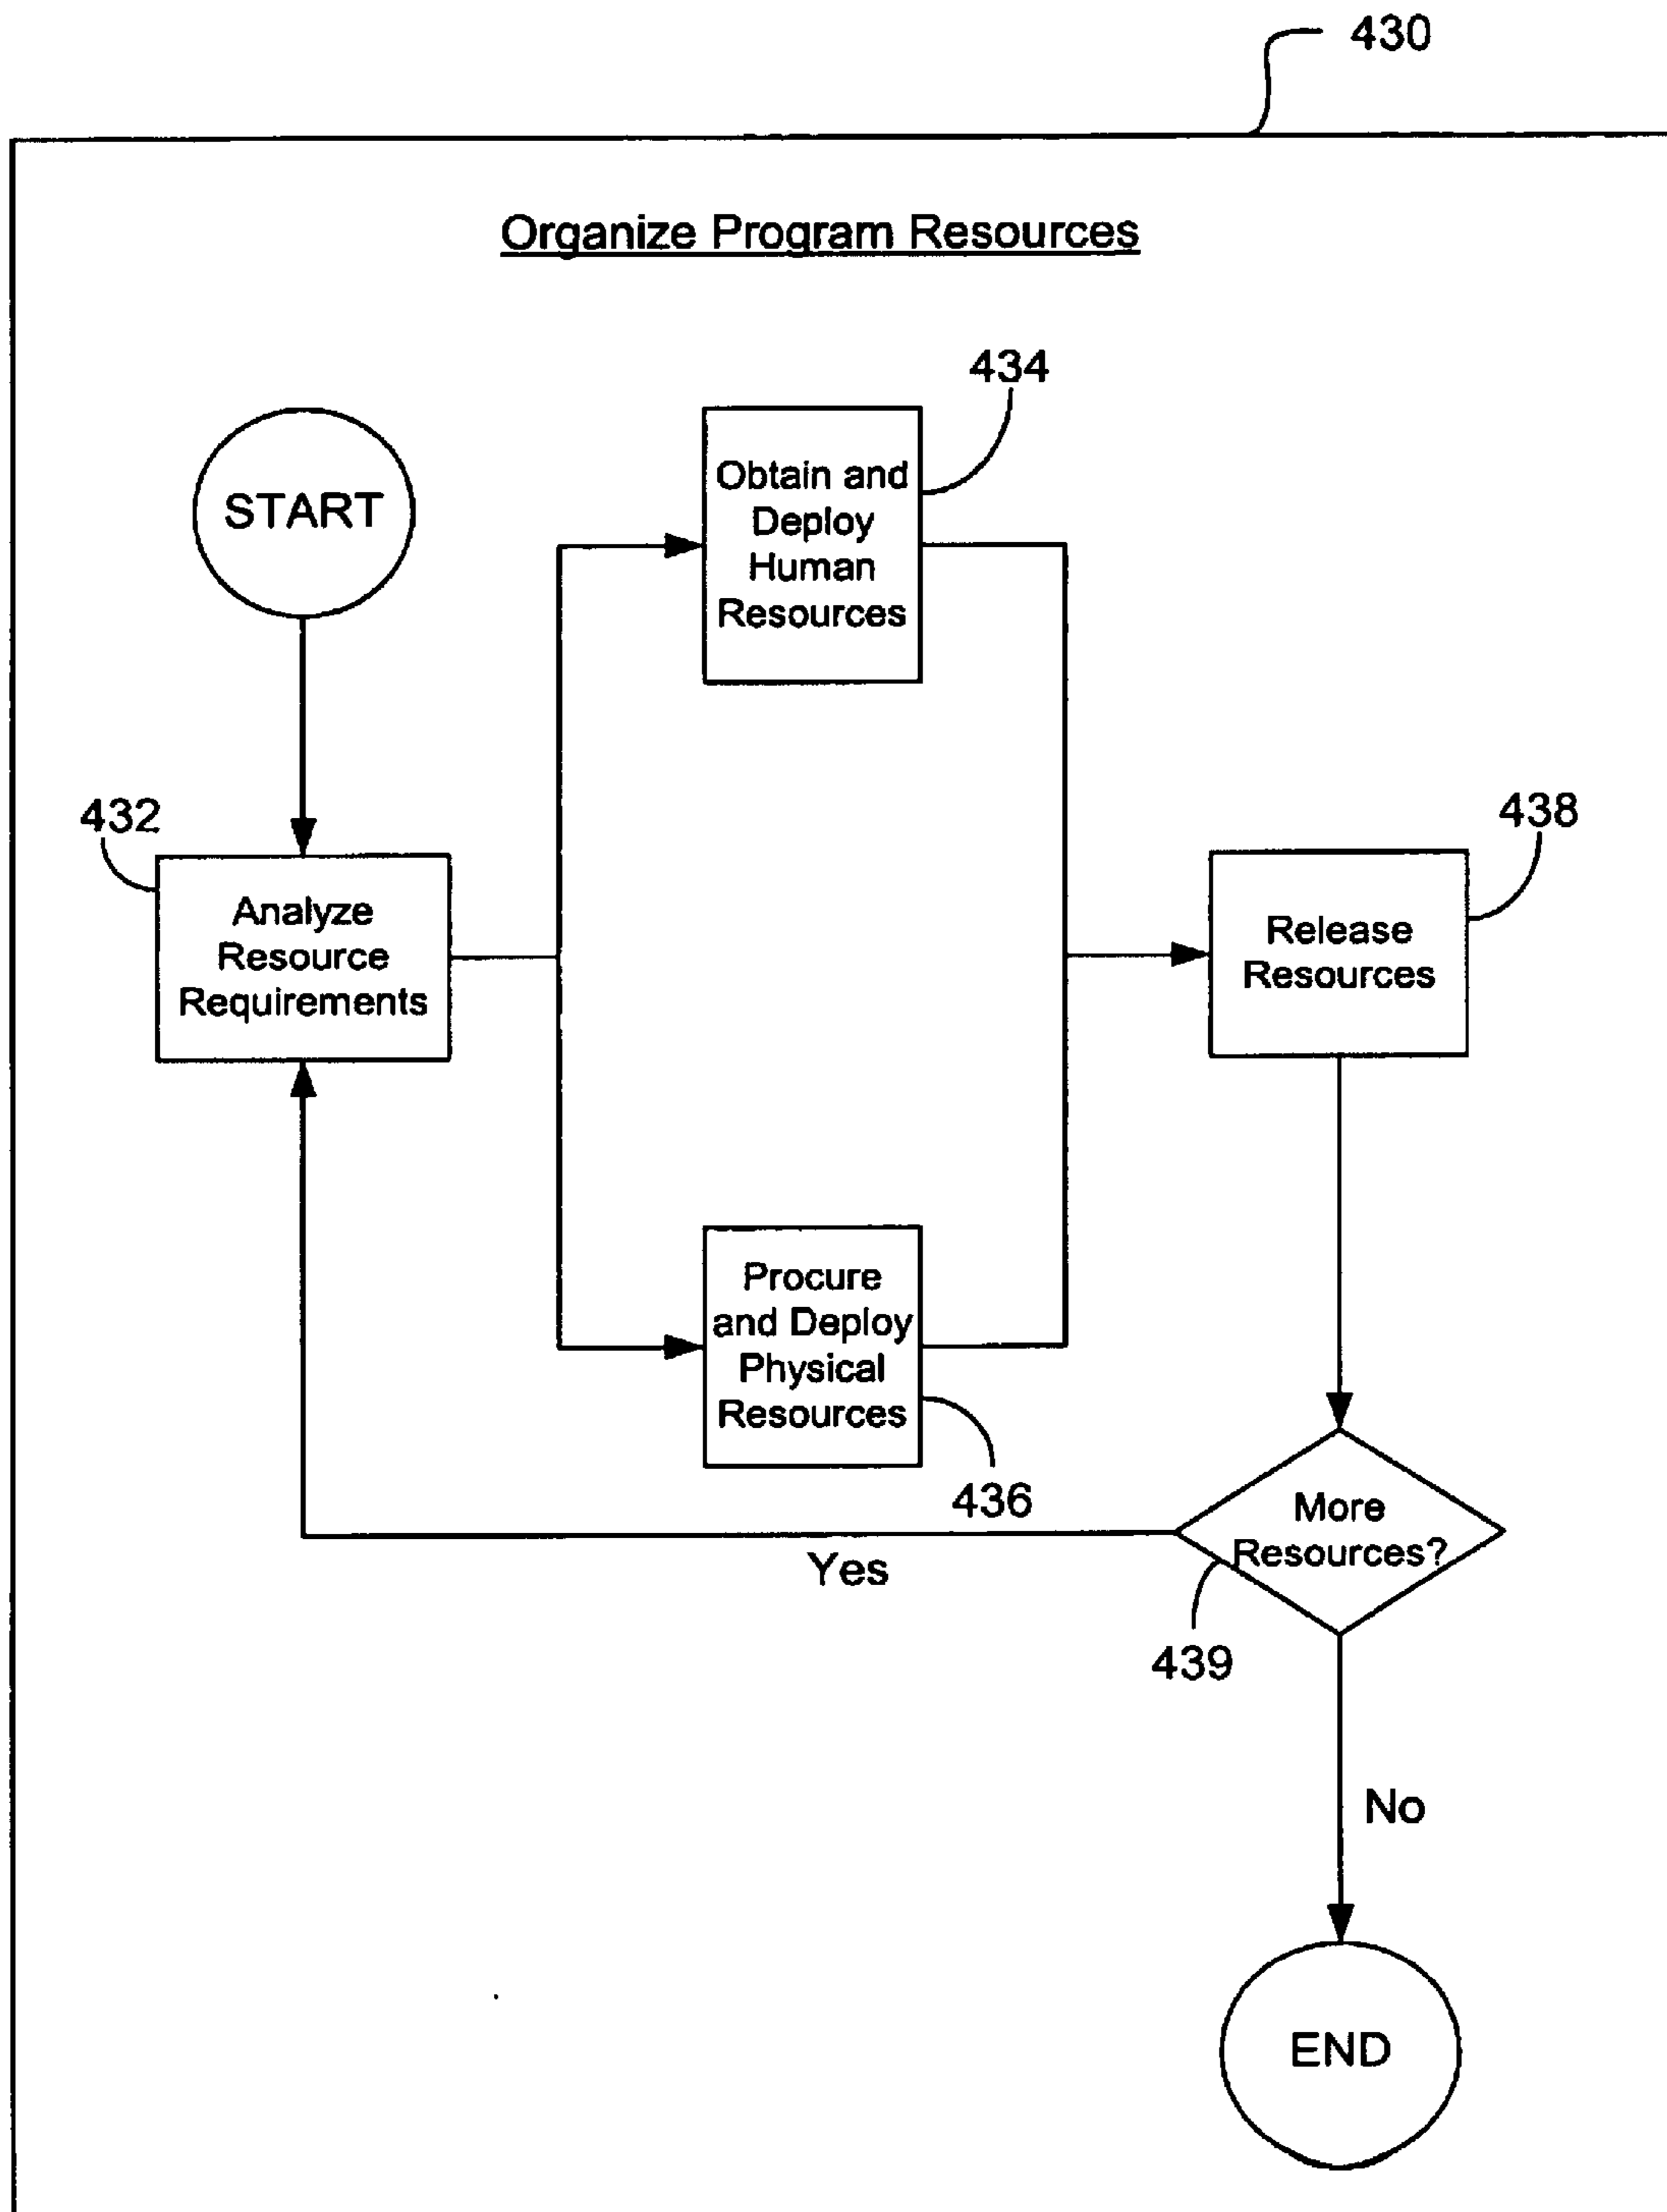 430
Organize Program Resources
434
Obtain and
Deploy
Human
Resources
START
432
Analyze
Resource
Requirements
438
Release
Resources
Procure
and Deploy
Physical
Resources
436
More
Resources?
Yes
439
No
END